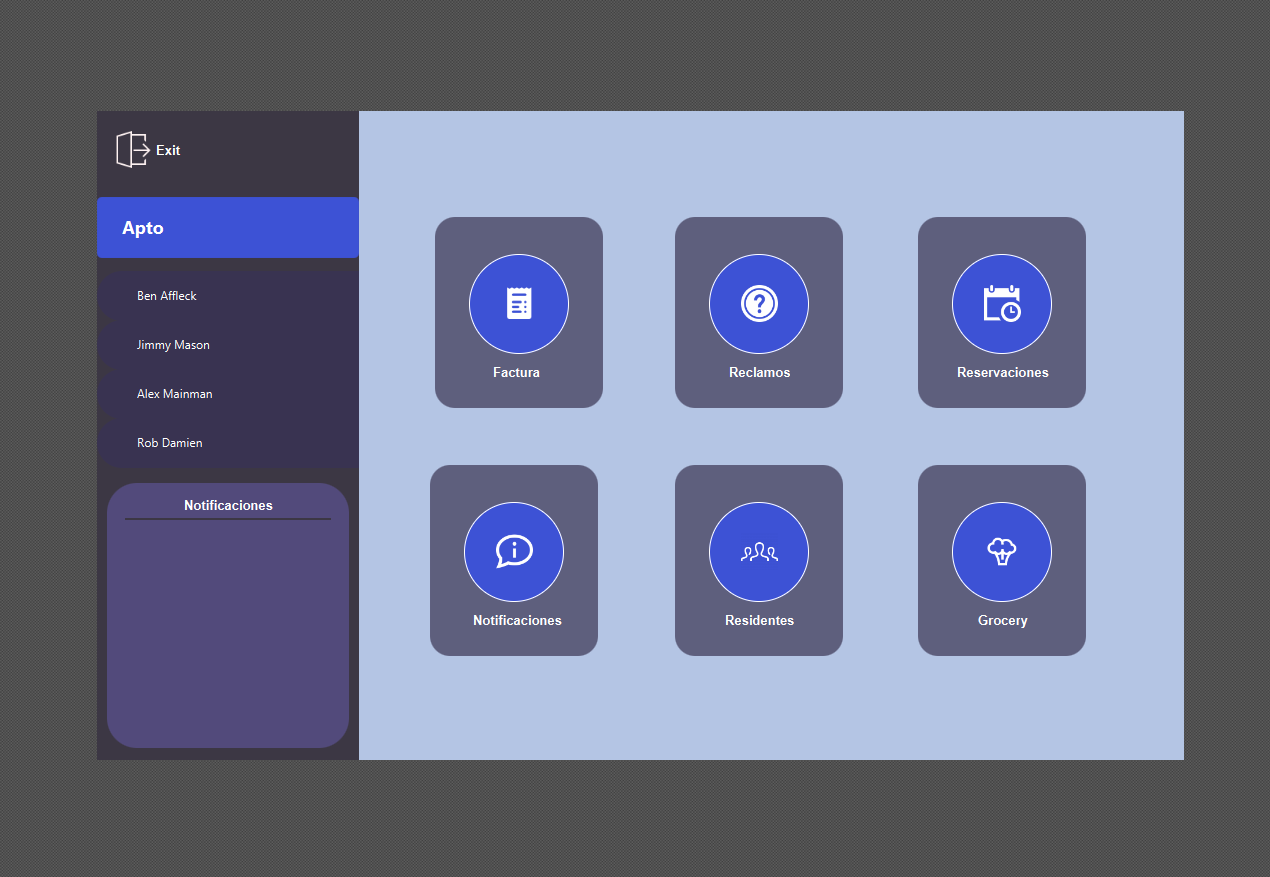 Exit
Apto
Ben Affleck
Jimmy Mason
Alex Mainman
Rob Damien
Notificaciones
Factura
Reclamos
Reservaciones
Notificaciones
Residentes
Grocery